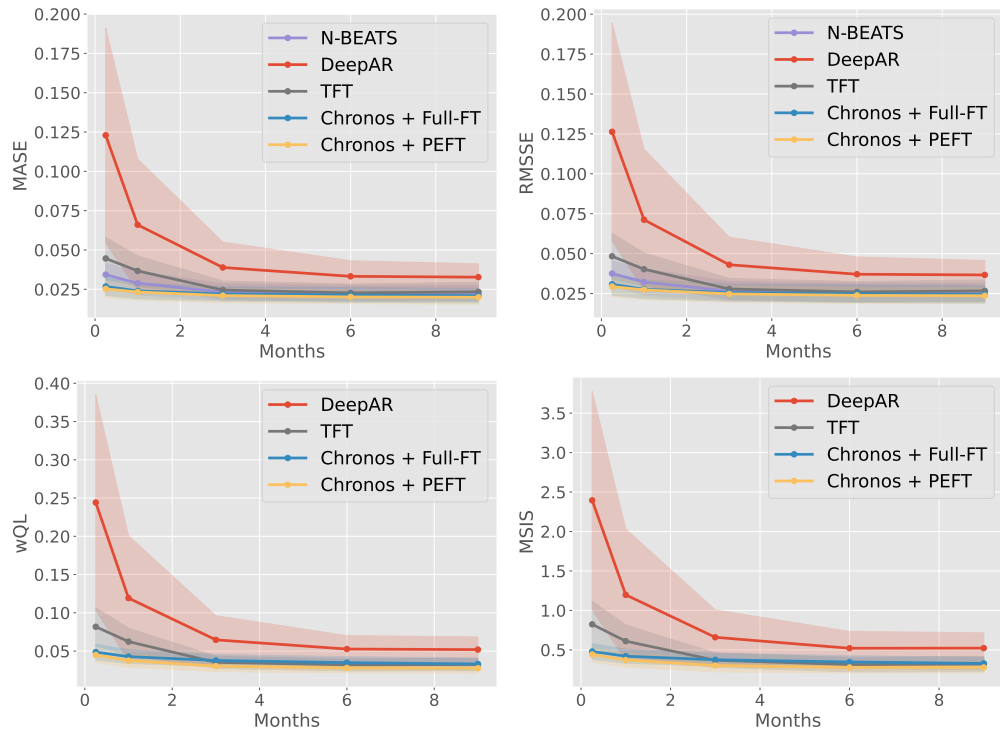 0.200
0.175
0.150
0.125
0.100
0.075
0.050
0.025
MASE
N-BEATS
DeepAR
TFT
Chronos + Full-FT
Chronos + PEFT
0 2 4 6 8
Months
0.200
0.175
0.150
0.125
0.100
0.075
0.050
0.025
RMSSE
N-BEATS
DeepAR
TFT
Chronos + Full-FT
Chronos + PEFT
0 2 4 6 8
Months
0.40
0.35
0.30
0.25
0.20
0.15
0.10
0.05
wQL
DeepAR
TFT
Chronos + Full-FT
Chronos + PEFT
0 2 4 6 8
Months
3.5
3.0
2.5
2.0
1.5
1.0
0.5
MSIS
DeepAR
TFT
Chronos + Full-FT
Chronos + PEFT
0 2 4 6 8
Months